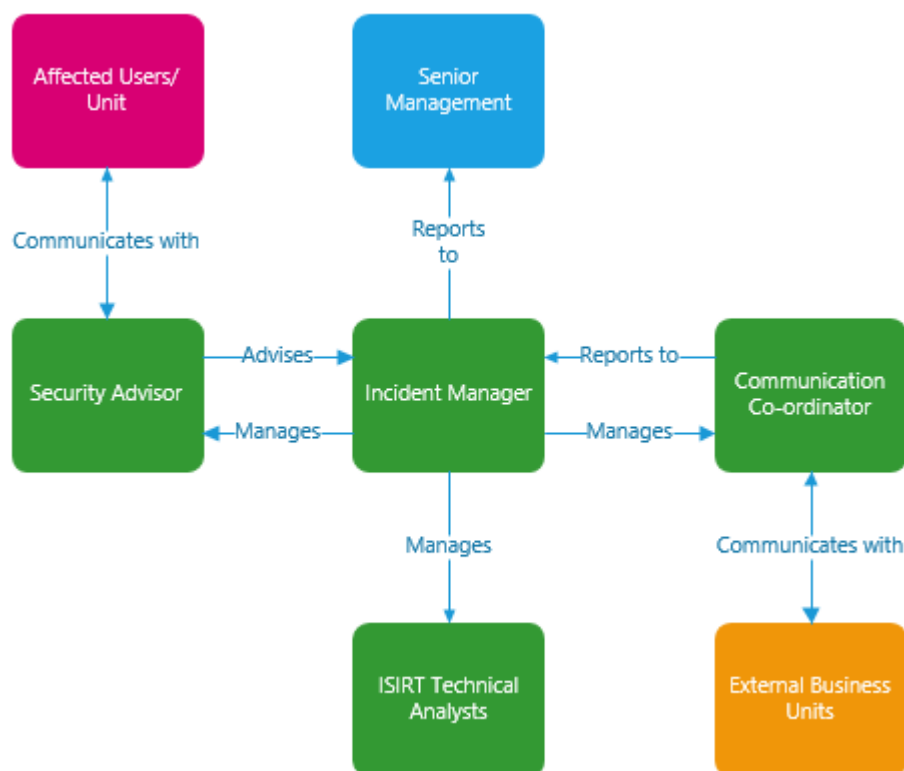 Affected Users/
Unit
Senior
Management
Communicates with
Reports
to
Security Advisor
Advises
Manages
Incident Manager
Reports to
Manages
Communication
Co-ordinator
Manages
Communicates with
ISIRT Technical
Analysts
External Business
Units